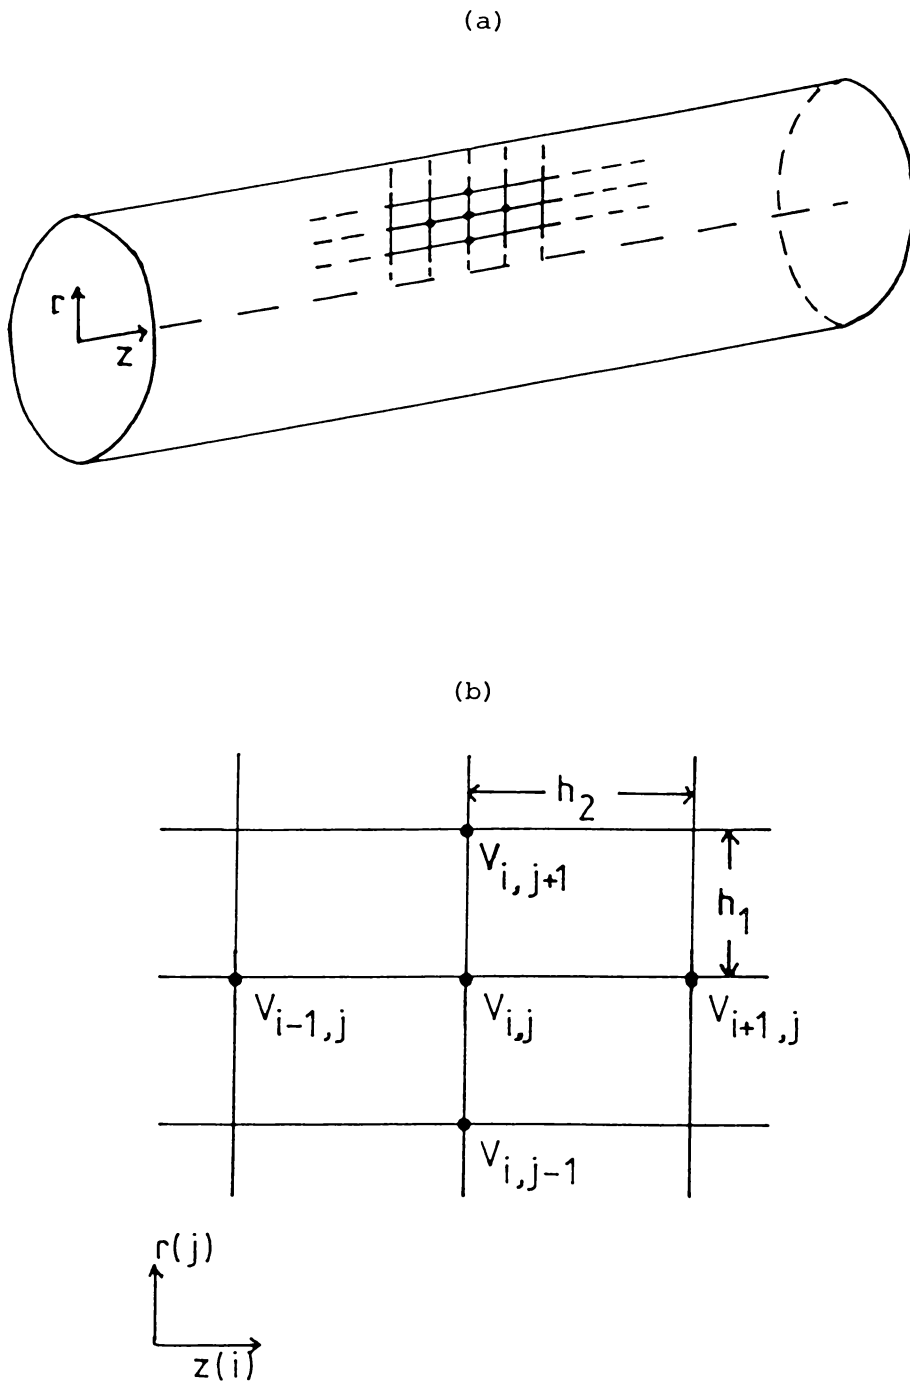 (a)
r
z
(b)
h₂
Vᵢ,ⱼ₊₁
h₁
Vᵢ₋₁,ⱼ
Vᵢ,ⱼ
Vᵢ₊₁,ⱼ
Vᵢ,ⱼ₋₁
r(j)
z(i)